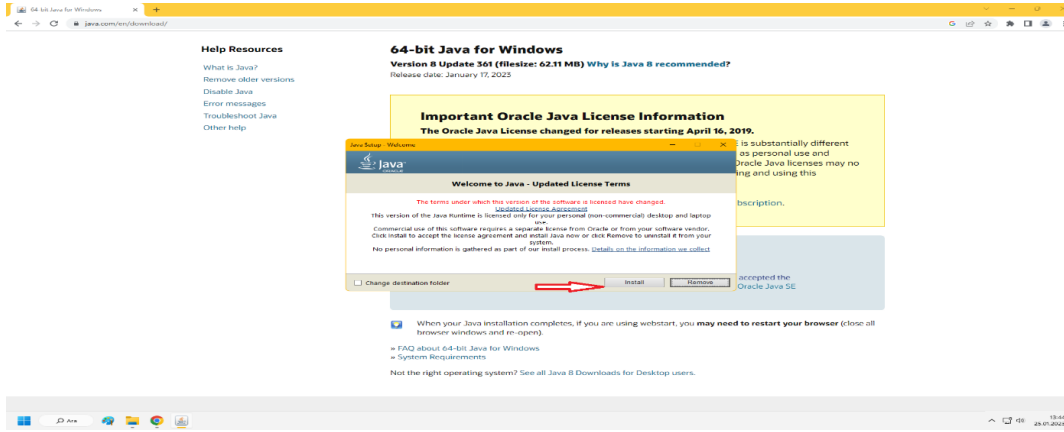 64-bit Java for Windows
java.com/en/download/
Help Resources
What is Java?
Remove older versions
Disable Java
Error messages
Troubleshoot Java
Other help
64-bit Java for Windows
Version 8 Update 361 (filesize: 62.11 MB) Why is Java 8 recommended?
Release date: January 17, 2023
Important Oracle Java License Information
The Oracle Java License changed for releases starting April 16, 2019.
is substantially different
as personal use and
Oracle Java licenses may no
ing and using this
bscription.
Java Setup - Welcome
Java
ORACLE
Welcome to Java - Updated License Terms
The terms under which this version of the software is licensed have changed.
Updated License Agreement
This version of the Java Runtime is licensed only for your personal (non-commercial) desktop and laptop
use.
Commercial use of this software requires a separate license from Oracle or from your software vendor.
Click Install to accept the license agreement and install Java now or click Remove to uninstall it from your
system.
No personal information is gathered as part of our install process. Details on the information we collect
Change destination folder
Install
Remove
accepted the
Oracle Java SE
When your Java installation completes, if you are using webstart, you may need to restart your browser (close all
browser windows and re-open).
» FAQ about 64-bit Java for Windows
» System Requirements
Not the right operating system? See all Java 8 Downloads for Desktop users.
Ara
13:44